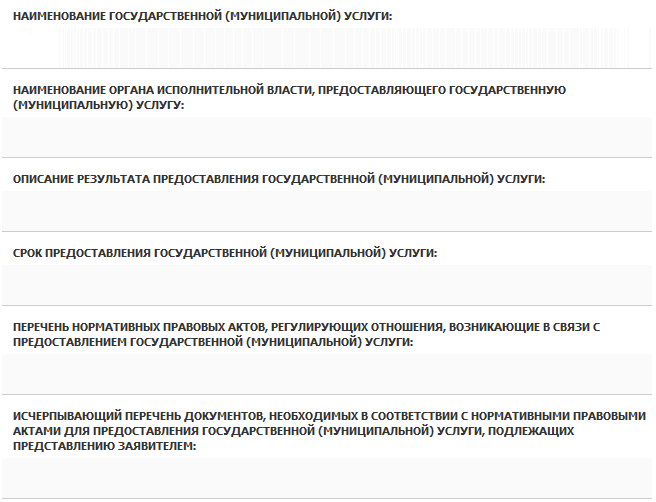 НАИМЕНОВАНИЕ ГОСУДАРСТВЕННОЙ (МУНИЦИПАЛЬНОЙ) УСЛУГИ:
НАИМЕНОВАНИЕ ОРГАНА ИСПОЛНИТЕЛЬНОЙ ВЛАСТИ, ПРЕДОСТАВЛЯЮЩЕГО ГОСУДАРСТВЕННУЮ
(МУНИЦИПАЛЬНУЮ) УСЛУГУ:
ОПИСАНИЕ РЕЗУЛЬТАТА ПРЕДОСТАВЛЕНИЯ ГОСУДАРСТВЕННОЙ (МУНИЦИПАЛЬНОЙ) УСЛУГИ:
СРОК ПРЕДОСТАВЛЕНИЯ ГОСУДАРСТВЕННОЙ (МУНИЦИПАЛЬНОЙ) УСЛУГИ:
ПЕРЕЧЕНЬ НОРМАТИВНЫХ ПРАВОВЫХ АКТОВ, РЕГУЛИРУЮЩИХ ОТНОШЕНИЯ, ВОЗНИКАЮЩИЕ В СВЯЗИ С
ПРЕДОСТАВЛЕНИЕМ ГОСУДАРСТВЕННОЙ (МУНИЦИПАЛЬНОЙ) УСЛУГИ:
ИСЧЕРПЫВАЮЩИЙ ПЕРЕЧЕНЬ ДОКУМЕНТОВ, НЕОБХОДИМЫХ В СООТВЕТСТВИИ С НОРМАТИВНЫМИ ПРАВОВЫМИ
АКТАМИ ДЛЯ ПРЕДОСТАВЛЕНИЯ ГОСУДАРСТВЕННОЙ (МУНИЦИПАЛЬНОЙ) УСЛУГИ, ПОДЛЕЖАЩИХ
ПРЕДСТАВЛЕНИЮ ЗАЯВИТЕЛЕМ: